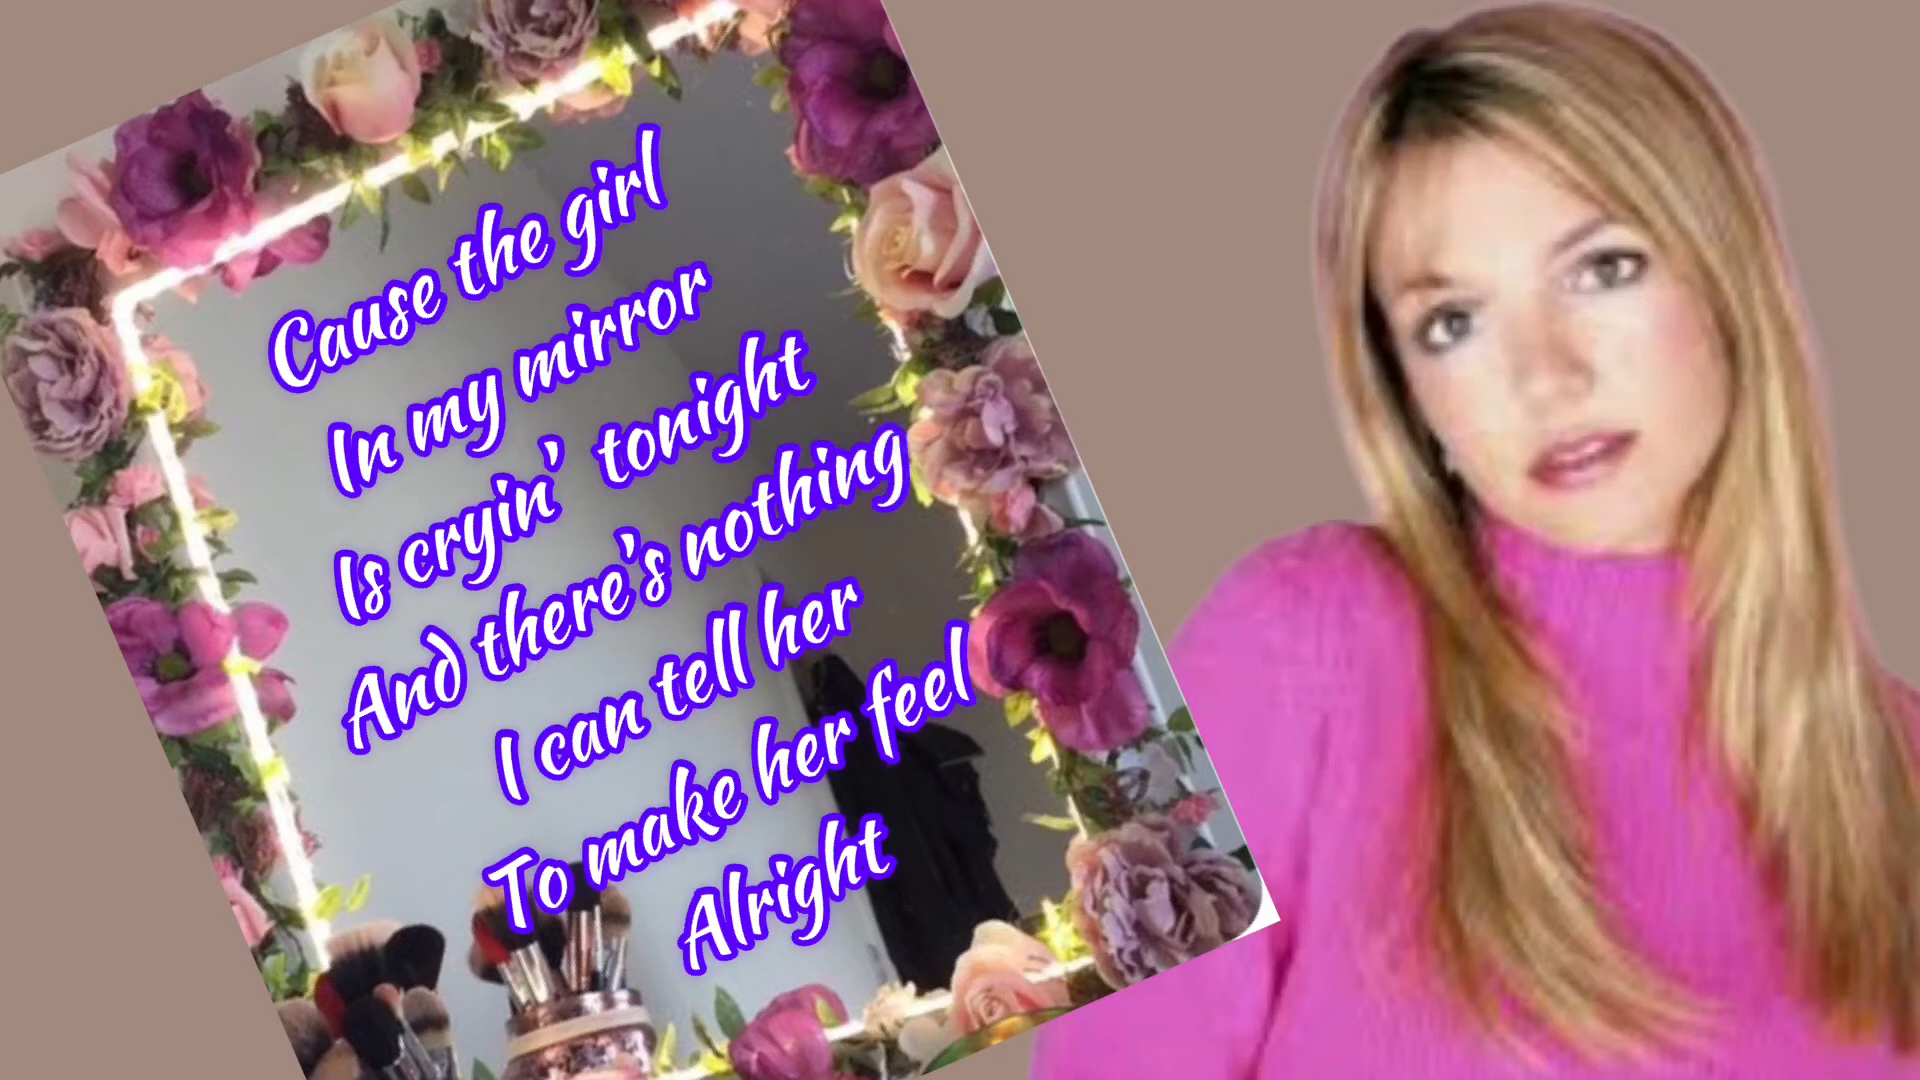 Cause the girl
In my mirror
Is cryin' tonight
And there's nothing
I can tell her
To make her feel
Alright